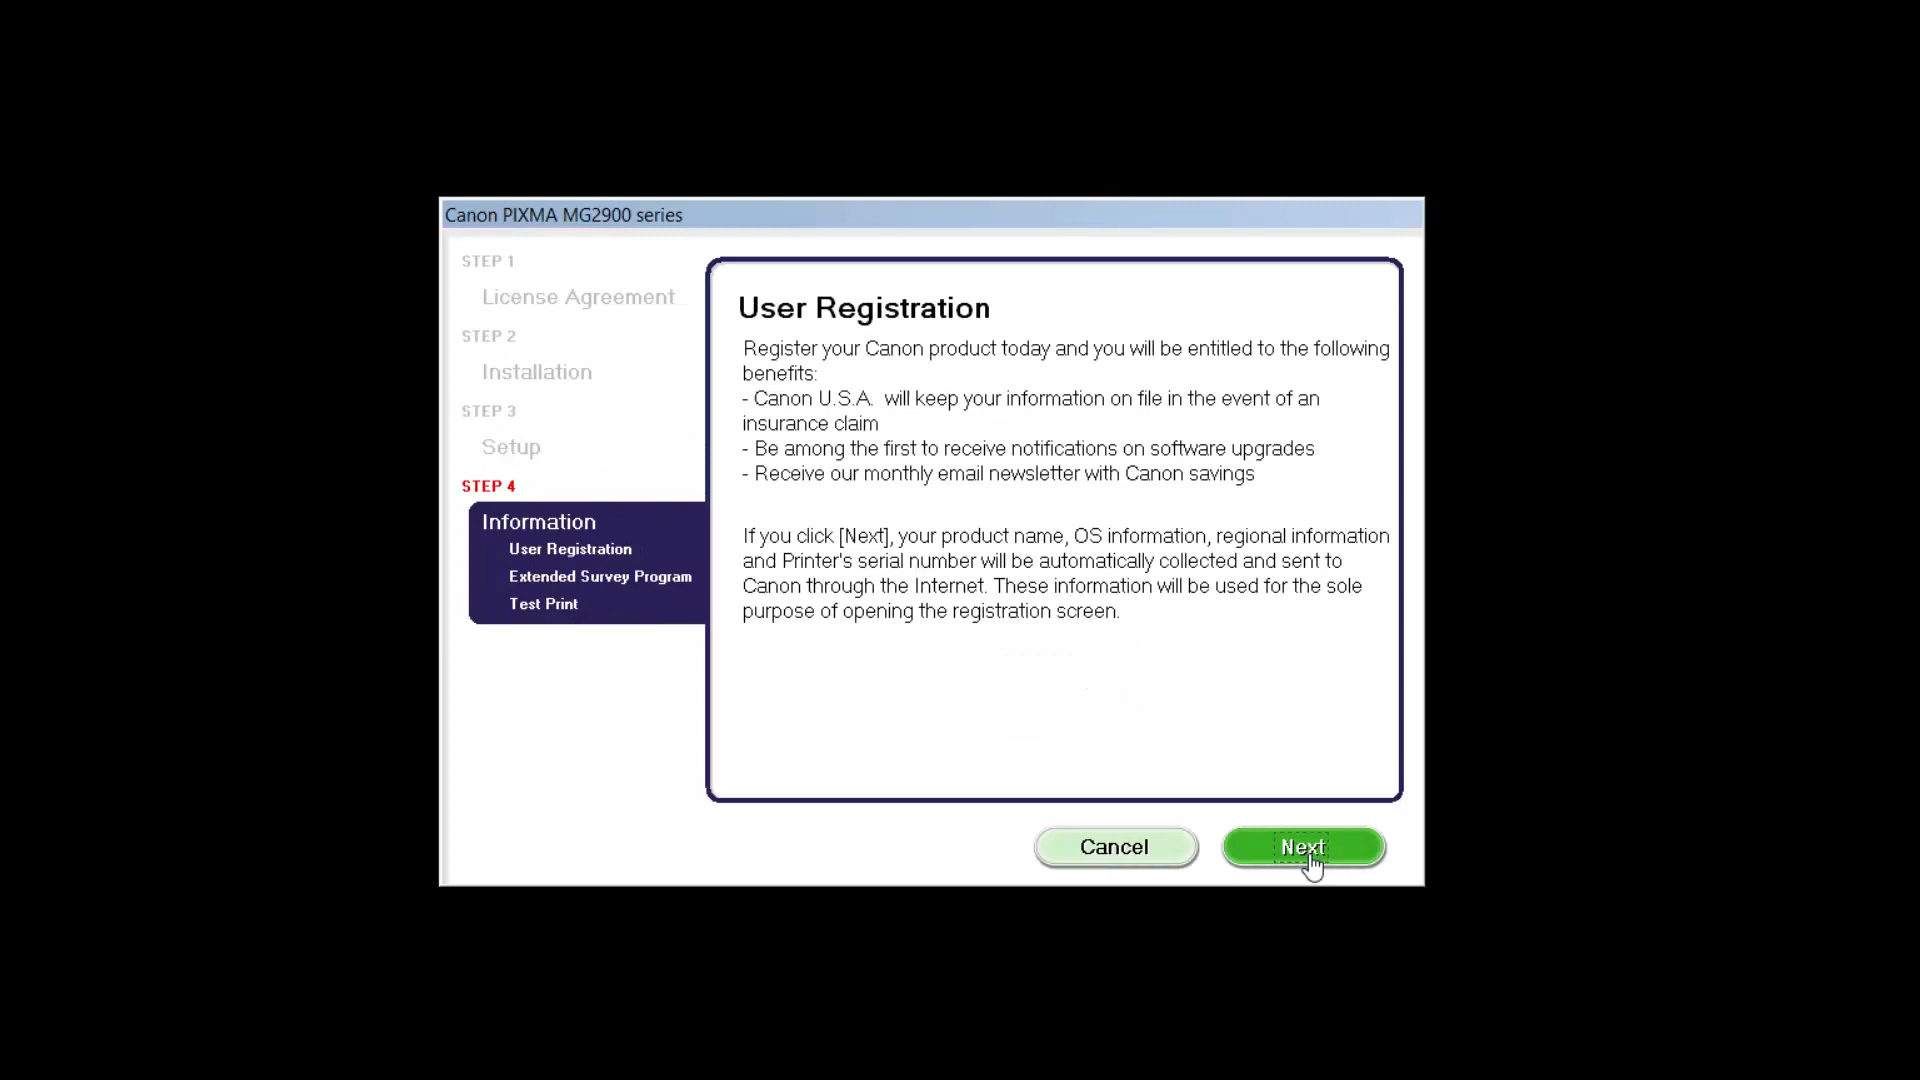 Canon PIXMA MG2900 series
STEP 1
License Agreement
STEP 2
Installation
STEP 3
Setup
STEP 4
Information
User Registration
Extended Survey Program
Test Print
User Registration
Register your Canon product today and you will be entitled to the following
benefits:
- Canon U.S.A.  will keep your information on file in the event of an
insurance claim
- Be among the first to receive notifications on software upgrades
- Receive our monthly email newsletter with Canon savings
If you click [Next], your product name, OS information, regional information
and Printer's serial number will be automatically collected and sent to
Canon through the Internet. These information will be used for the sole
purpose of opening the registration screen.
Cancel
Next